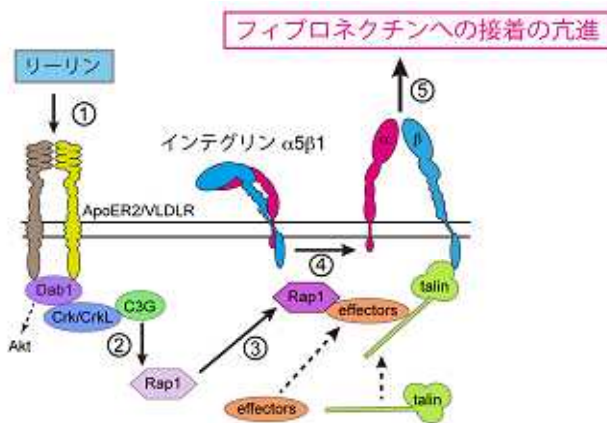 フィブロネクチンへの接着の亢進
リーリン
①
⑤
インテグリン α5β1
α
β
ApoER2/VLDLR
④
Dab1
Crk/CrkL
C3G
Akt
②
Rap1
③
Rap1
effectors
talin
effectors
talin